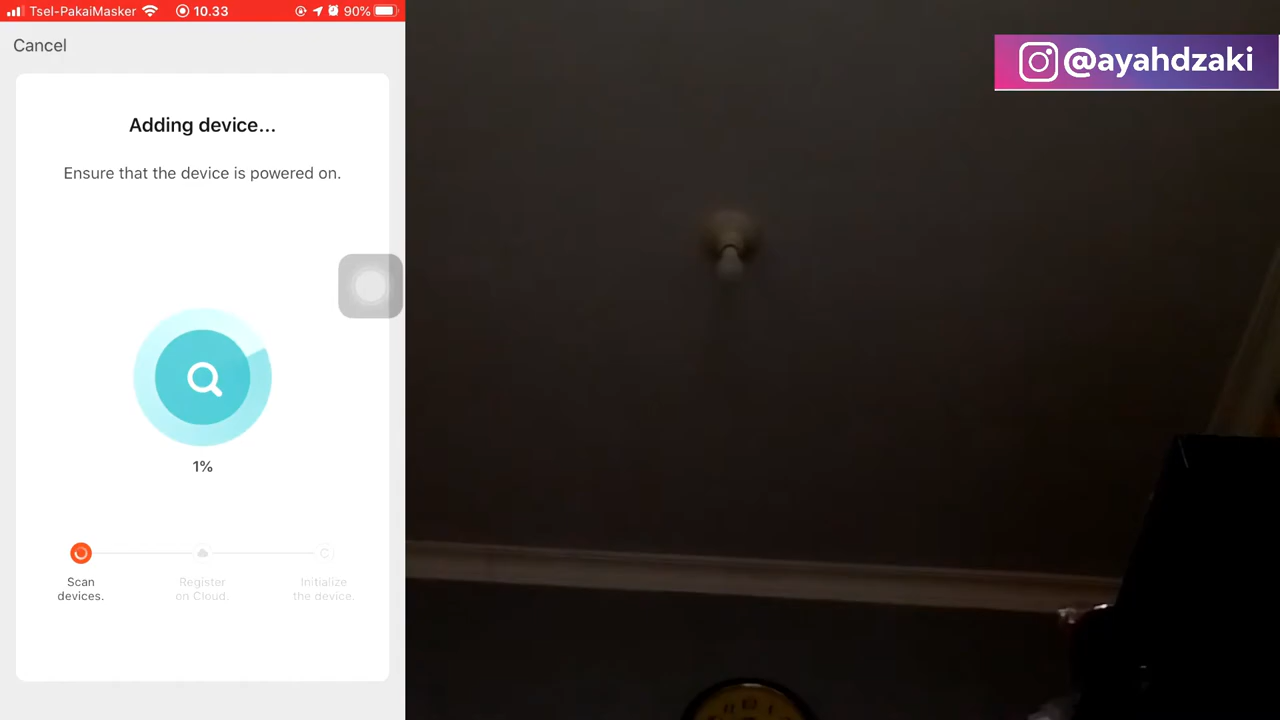 Tsel-PakaiMasker 10.33 90%
Cancel
Adding device...
Ensure that the device is powered on.
1%
Scan devices.
Register on Cloud.
Initialize the device.
@ayahdzaki